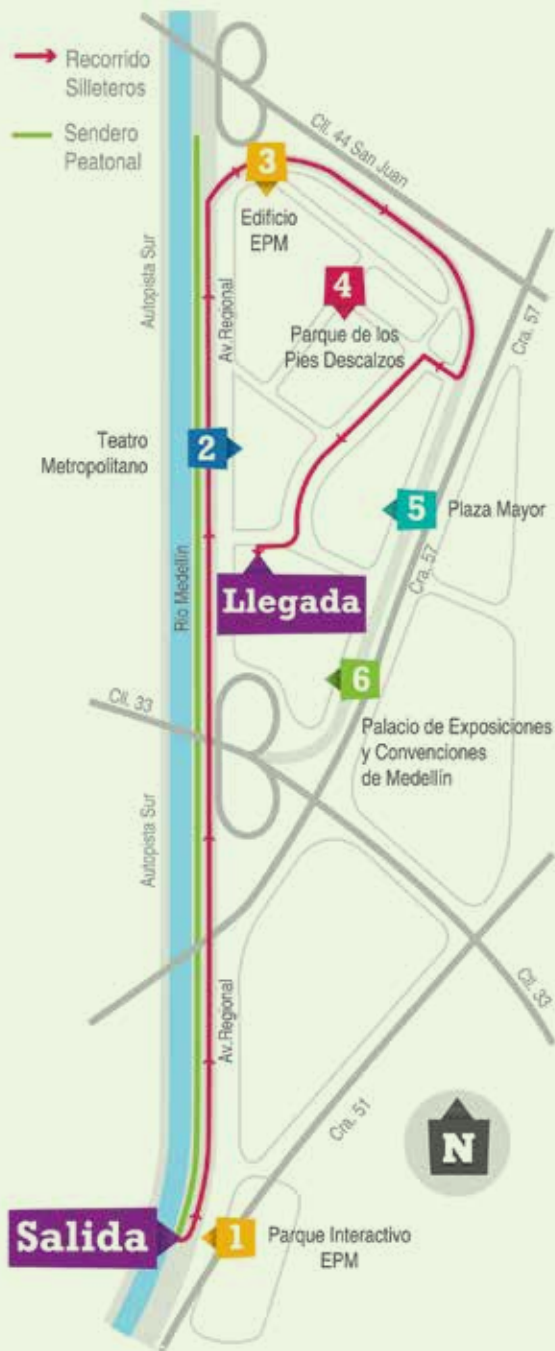 Recorrido
Silleteros
Sendero
Peatonal
Cll. 44 San Juan
3
Edificio
EPM
Autopista Sur
Av.Regional
4
Parque de los
Pies Descalzos
Cra. 57
Teatro
Metropolitano
2
5
Plaza Mayor
Cra. 57
Río Medellín
Llegada
6
Cll. 33
Palacio de Exposiciones
y Convenciones
de Medellín
Autopista Sur
Av.Regional
Cll. 33
Cra. 51
N
Salida
1
Parque Interactivo
EPM